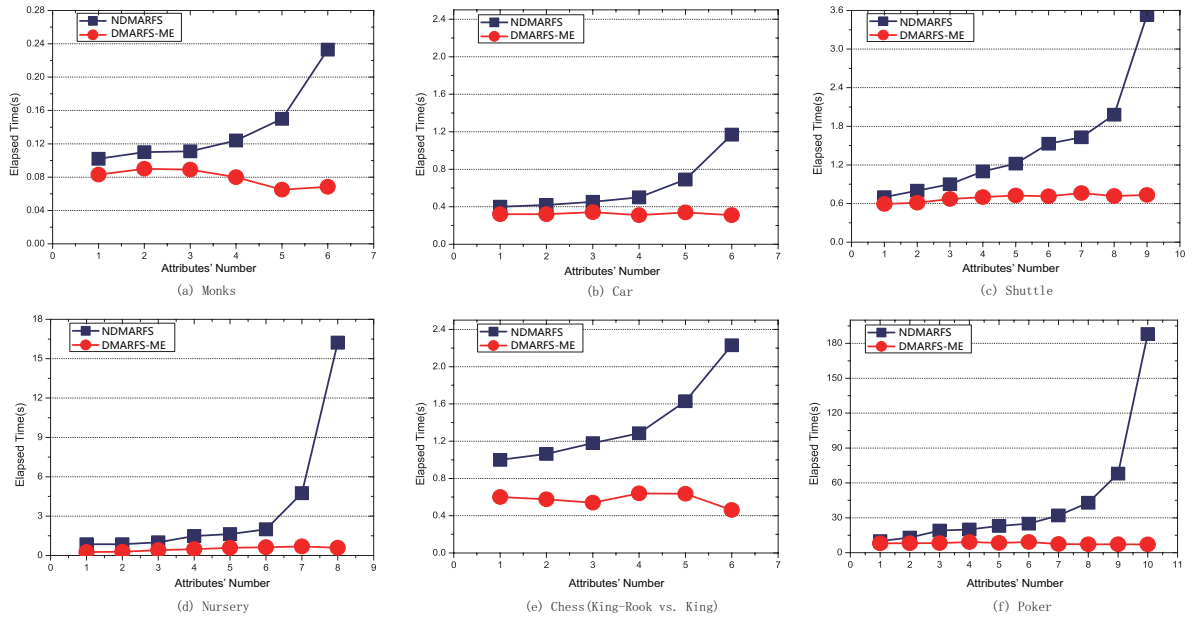 NDMARFS
DMARFS-ME
Elapsed Time(s)
0.28
0.24
0.20
0.16
0.12
0.08
0.04
0.00
0 1 2 3 4 5 6 7
Attributes' Number
(a) Monks
NDMARFS
DMARFS-ME
Elapsed Time(s)
2.4
2.0
1.6
1.2
0.8
0.4
0.0
0 1 2 3 4 5 6 7
Attributes' Number
(b) Car
NDMARFS
DMARFS-ME
Elapsed Time(s)
3.6
3.0
2.4
1.8
1.2
0.6
0.0
0 1 2 3 4 5 6 7 8 9 10
Attributes' Number
(c) Shuttle
NDMARFS
DMARFS-ME
Elapsed Time(s)
18
15
12
9
6
3
0
0 1 2 3 4 5 6 7 8 9
Attributes' Number
(d) Nursery
NDMARFS
DMARFS-ME
Elapsed Time(s)
2.4
2.0
1.6
1.2
0.8
0.4
0.0
0 1 2 3 4 5 6 7
Attributes' Number
(e) Chess(King-Rook vs. King)
NDMARFS
DMARFS-ME
Elapsed Time(s)
180
150
120
90
60
30
0
0 1 2 3 4 5 6 7 8 9 10 11
Attributes' Number
(f) Poker